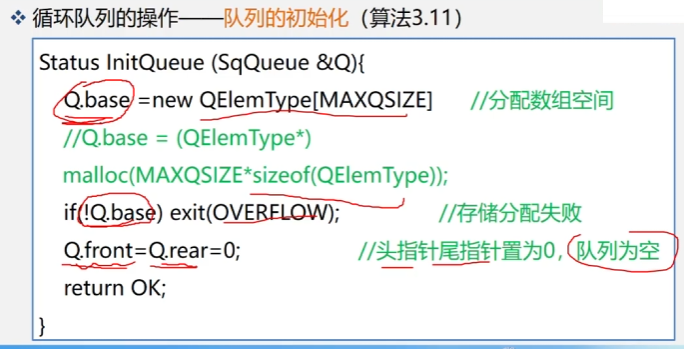 ❖ 循环队列的操作——队列的初始化（算法3.11）
Status InitQueue (SqQueue &Q){
Q.base =new QElemType[MAXQSIZE] //分配数组空间
//Q.base = (QElemType*)
malloc(MAXQSIZE*sizeof(QElemType));
if(!Q.base) exit(OVERFLOW); //存储分配失败
Q.front=Q.rear=0; //头指针尾指针置为0，队列为空
return OK;
}